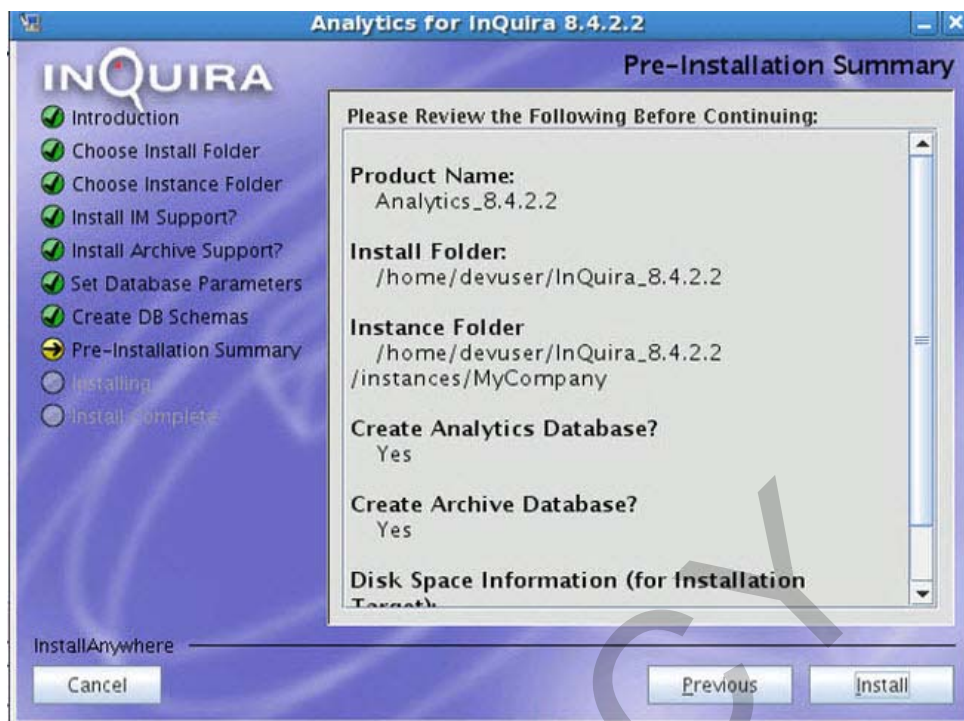 Analytics for InQuira 8.4.2.2
INQUIRA
Pre-Installation Summary
Introduction
Choose Install Folder
Choose Instance Folder
Install IM Support?
Install Archive Support?
Set Database Parameters
Create DB Schemas
Pre-Installation Summary
Installing
Install Complete
Please Review the Following Before Continuing:
Product Name:
Analytics_8.4.2.2
Install Folder:
/home/devuser/InQuira_8.4.2.2
Instance Folder
/home/devuser/InQuira_8.4.2.2
/instances/MyCompany
Create Analytics Database?
Yes
Create Archive Database?
Yes
Disk Space Information (for Installation
Target):
InstallAnywhere
Cancel
Previous
Install
CY